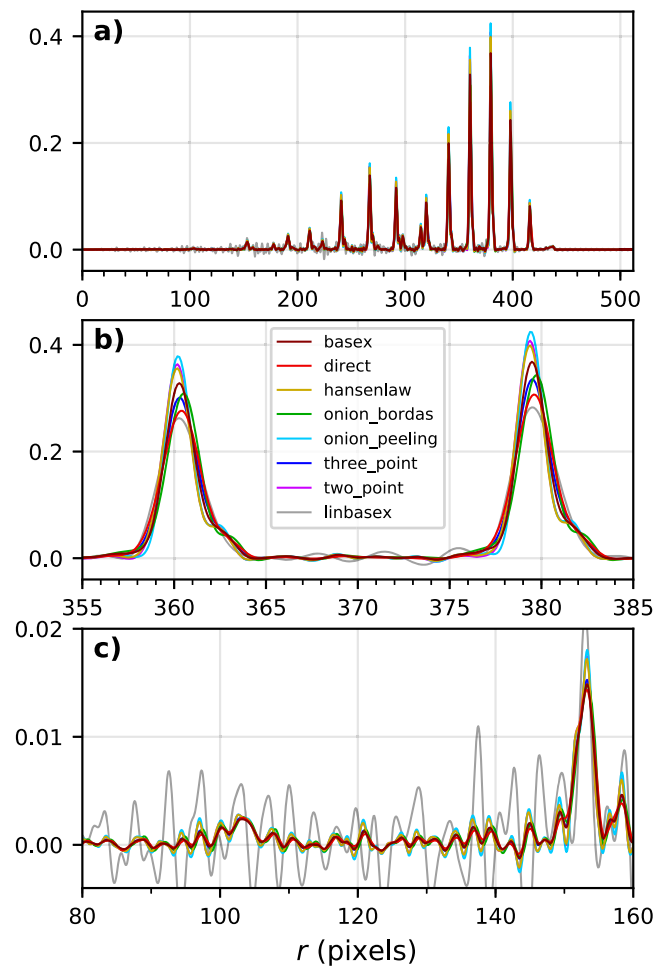 a)
0.4
0.2
0.0
0 100 200 300 400 500
b)
0.4
0.2
0.0
basex
direct
hansenlaw
onion_bordas
onion_peeling
three_point
two_point
linbasex
355 360 365 370 375 380 385
c)
0.02
0.01
0.00
80 100 120 140 160
r (pixels)